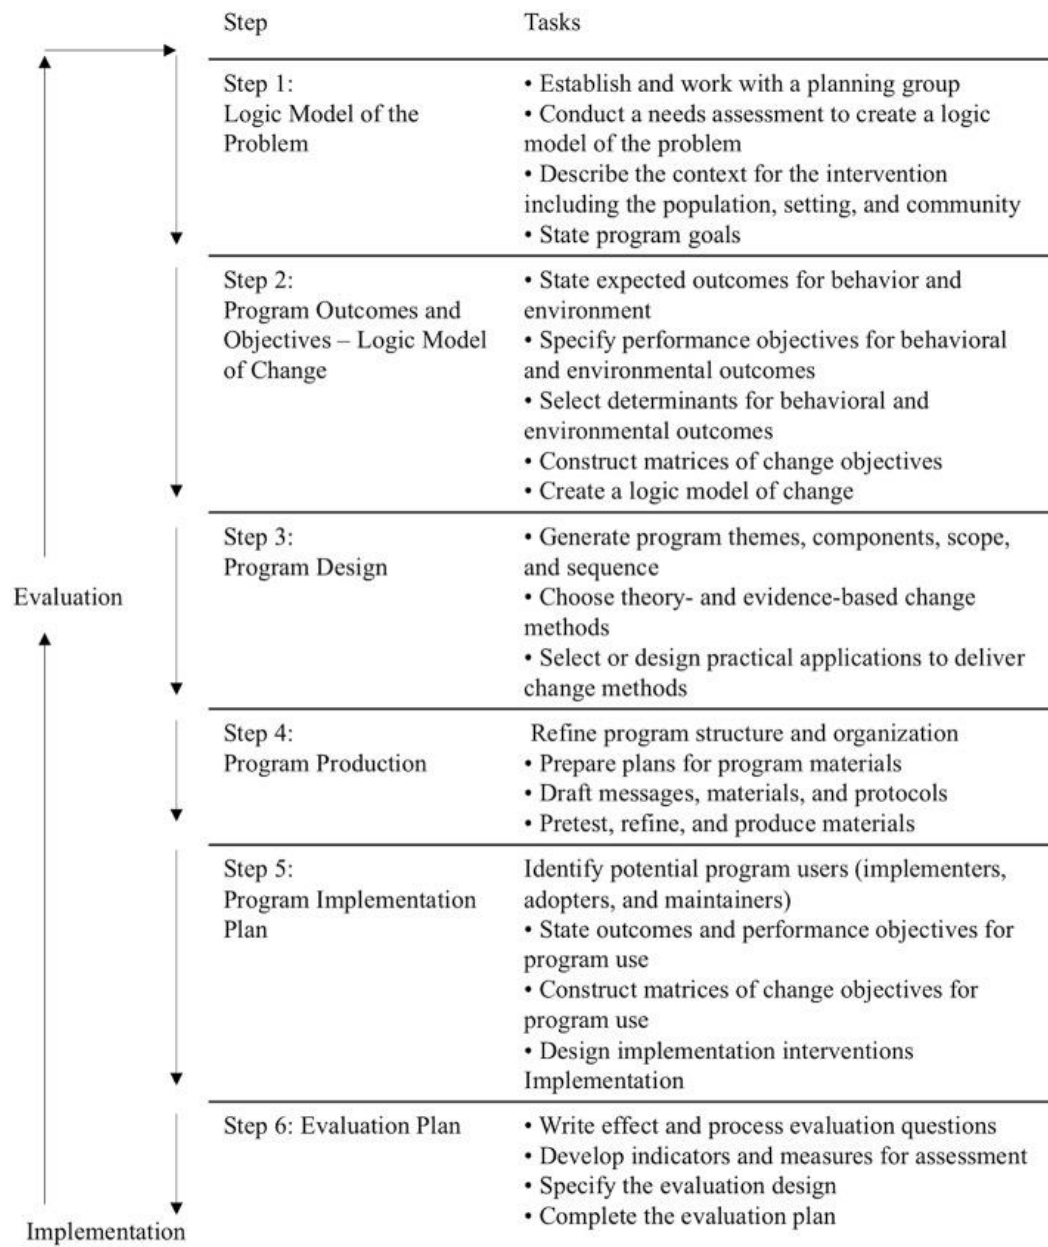 Step Tasks
Step 1:
Logic Model of the
Problem
• Establish and work with a planning group
• Conduct a needs assessment to create a logic
model of the problem
• Describe the context for the intervention
including the population, setting, and community
• State program goals
Step 2:
Program Outcomes and
Objectives – Logic Model
of Change
• State expected outcomes for behavior and
environment
• Specify performance objectives for behavioral
and environmental outcomes
• Select determinants for behavioral and
environmental outcomes
• Construct matrices of change objectives
• Create a logic model of change
Step 3:
Program Design
• Generate program themes, components, scope,
and sequence
• Choose theory- and evidence-based change
methods
• Select or design practical applications to deliver
change methods
Evaluation
Step 4:
Program Production
Refine program structure and organization
• Prepare plans for program materials
• Draft messages, materials, and protocols
• Pretest, refine, and produce materials
Step 5:
Program Implementation
Plan
Identify potential program users (implementers,
adopters, and maintainers)
• State outcomes and performance objectives for
program use
• Construct matrices of change objectives for
program use
• Design implementation interventions
Implementation
Step 6: Evaluation Plan
• Write effect and process evaluation questions
• Develop indicators and measures for assessment
• Specify the evaluation design
• Complete the evaluation plan
Implementation